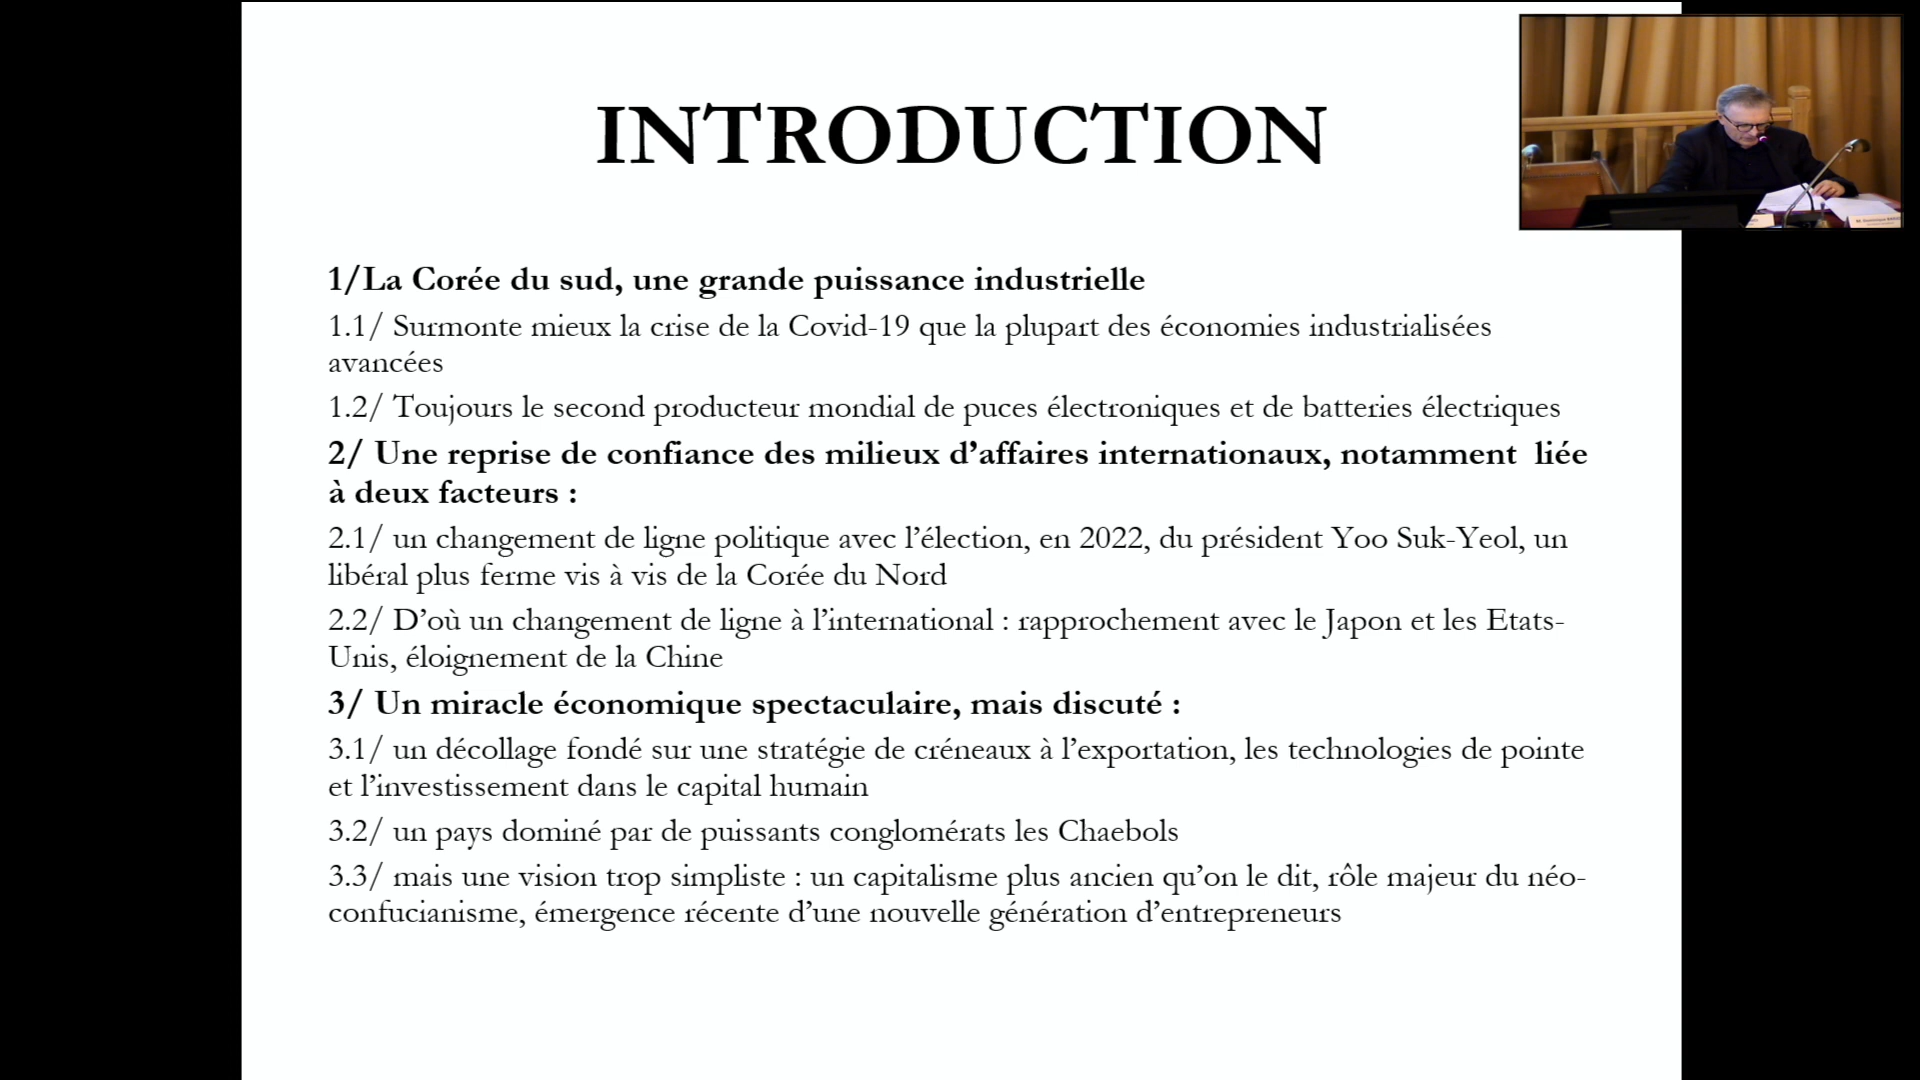 INTRODUCTION
1/La Corée du sud, une grande puissance industrielle
1.1/ Surmonte mieux la crise de la Covid-19 que la plupart des économies industrialisées
avancées
1.2/ Toujours le second producteur mondial de puces électroniques et de batteries électriques
2/ Une reprise de confiance des milieux d’affaires internationaux, notamment  liée
à deux facteurs :
2.1/ un changement de ligne politique avec l’élection, en 2022, du président Yoo Suk-Yeol, un
libéral plus ferme vis à vis de la Corée du Nord
2.2/ D’où un changement de ligne à l’international : rapprochement avec le Japon et les Etats-
Unis, éloignement de la Chine
3/ Un miracle économique spectaculaire, mais discuté :
3.1/ un décollage fondé sur une stratégie de créneaux à l’exportation, les technologies de pointe
et l’investissement dans le capital humain
3.2/ un pays dominé par de puissants conglomérats les Chaebols
3.3/ mais une vision trop simpliste : un capitalisme plus ancien qu’on le dit, rôle majeur du néo-
confucianisme, émergence récente d’une nouvelle génération d’entrepreneurs